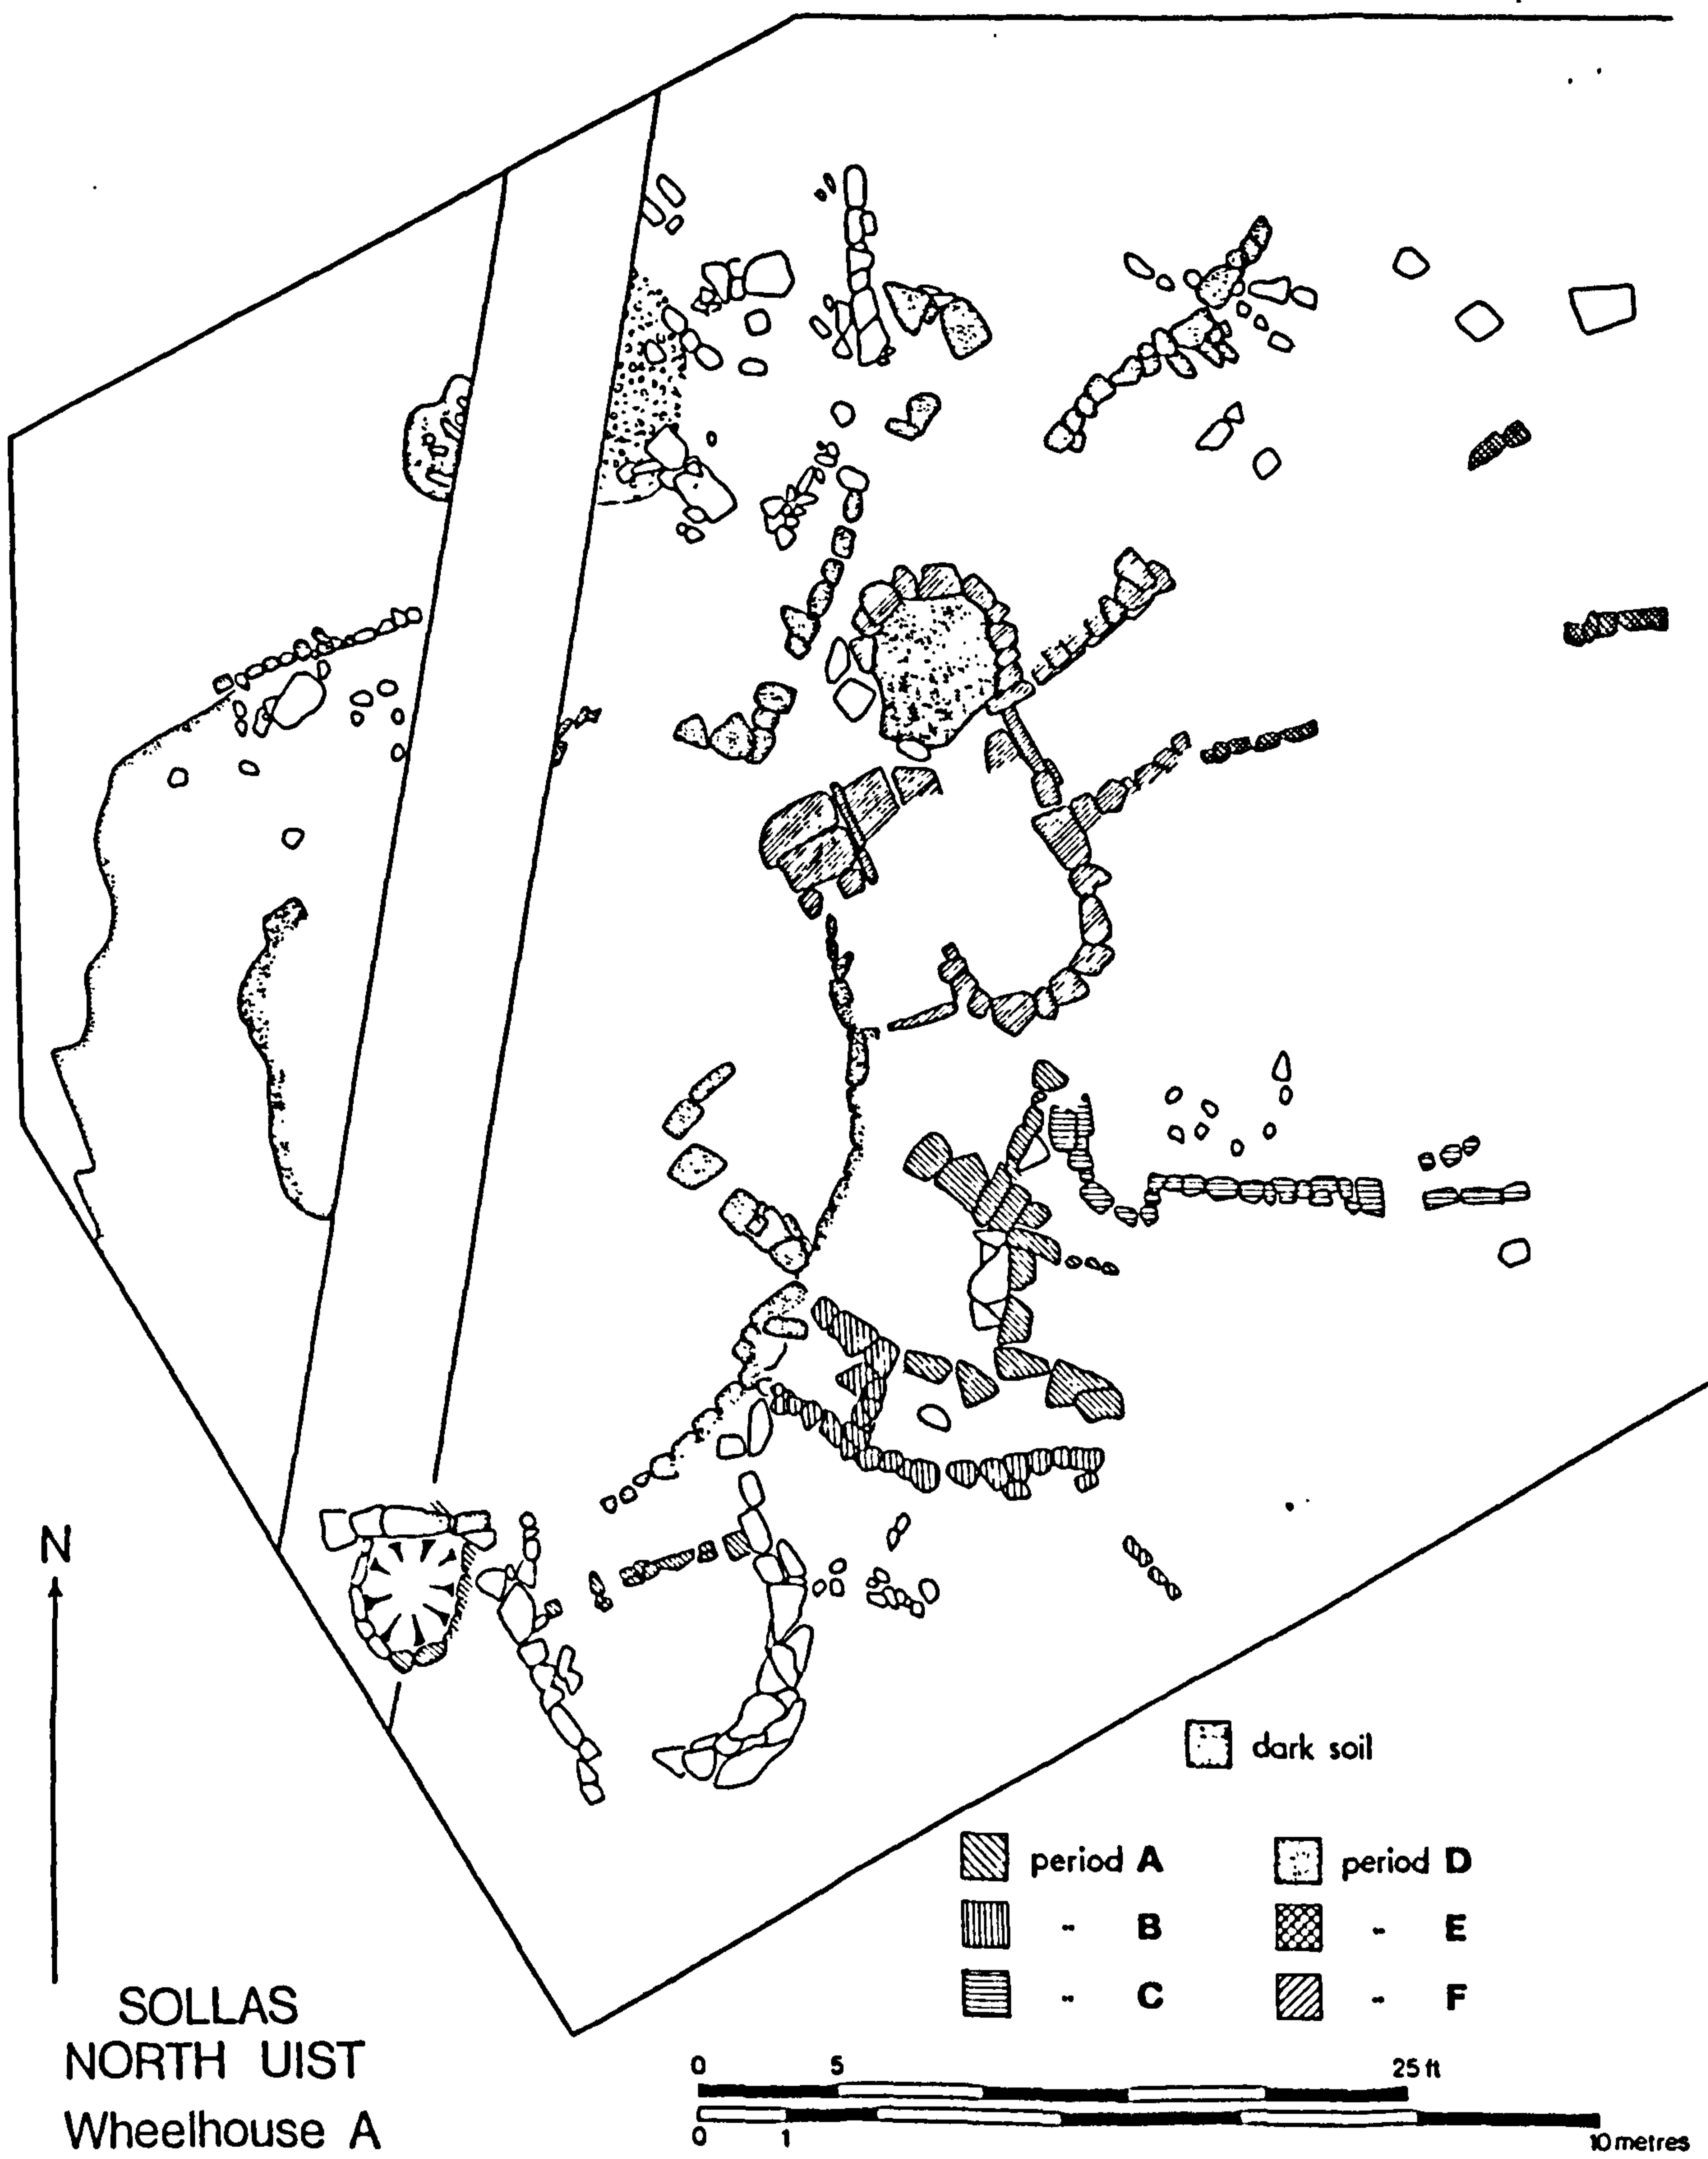 N
dark soil
period A
" B
" C
period D
" E
" F
SOLLAS
NORTH UIST
Wheelhouse A
0 5 25 ft
0 1 10 metres